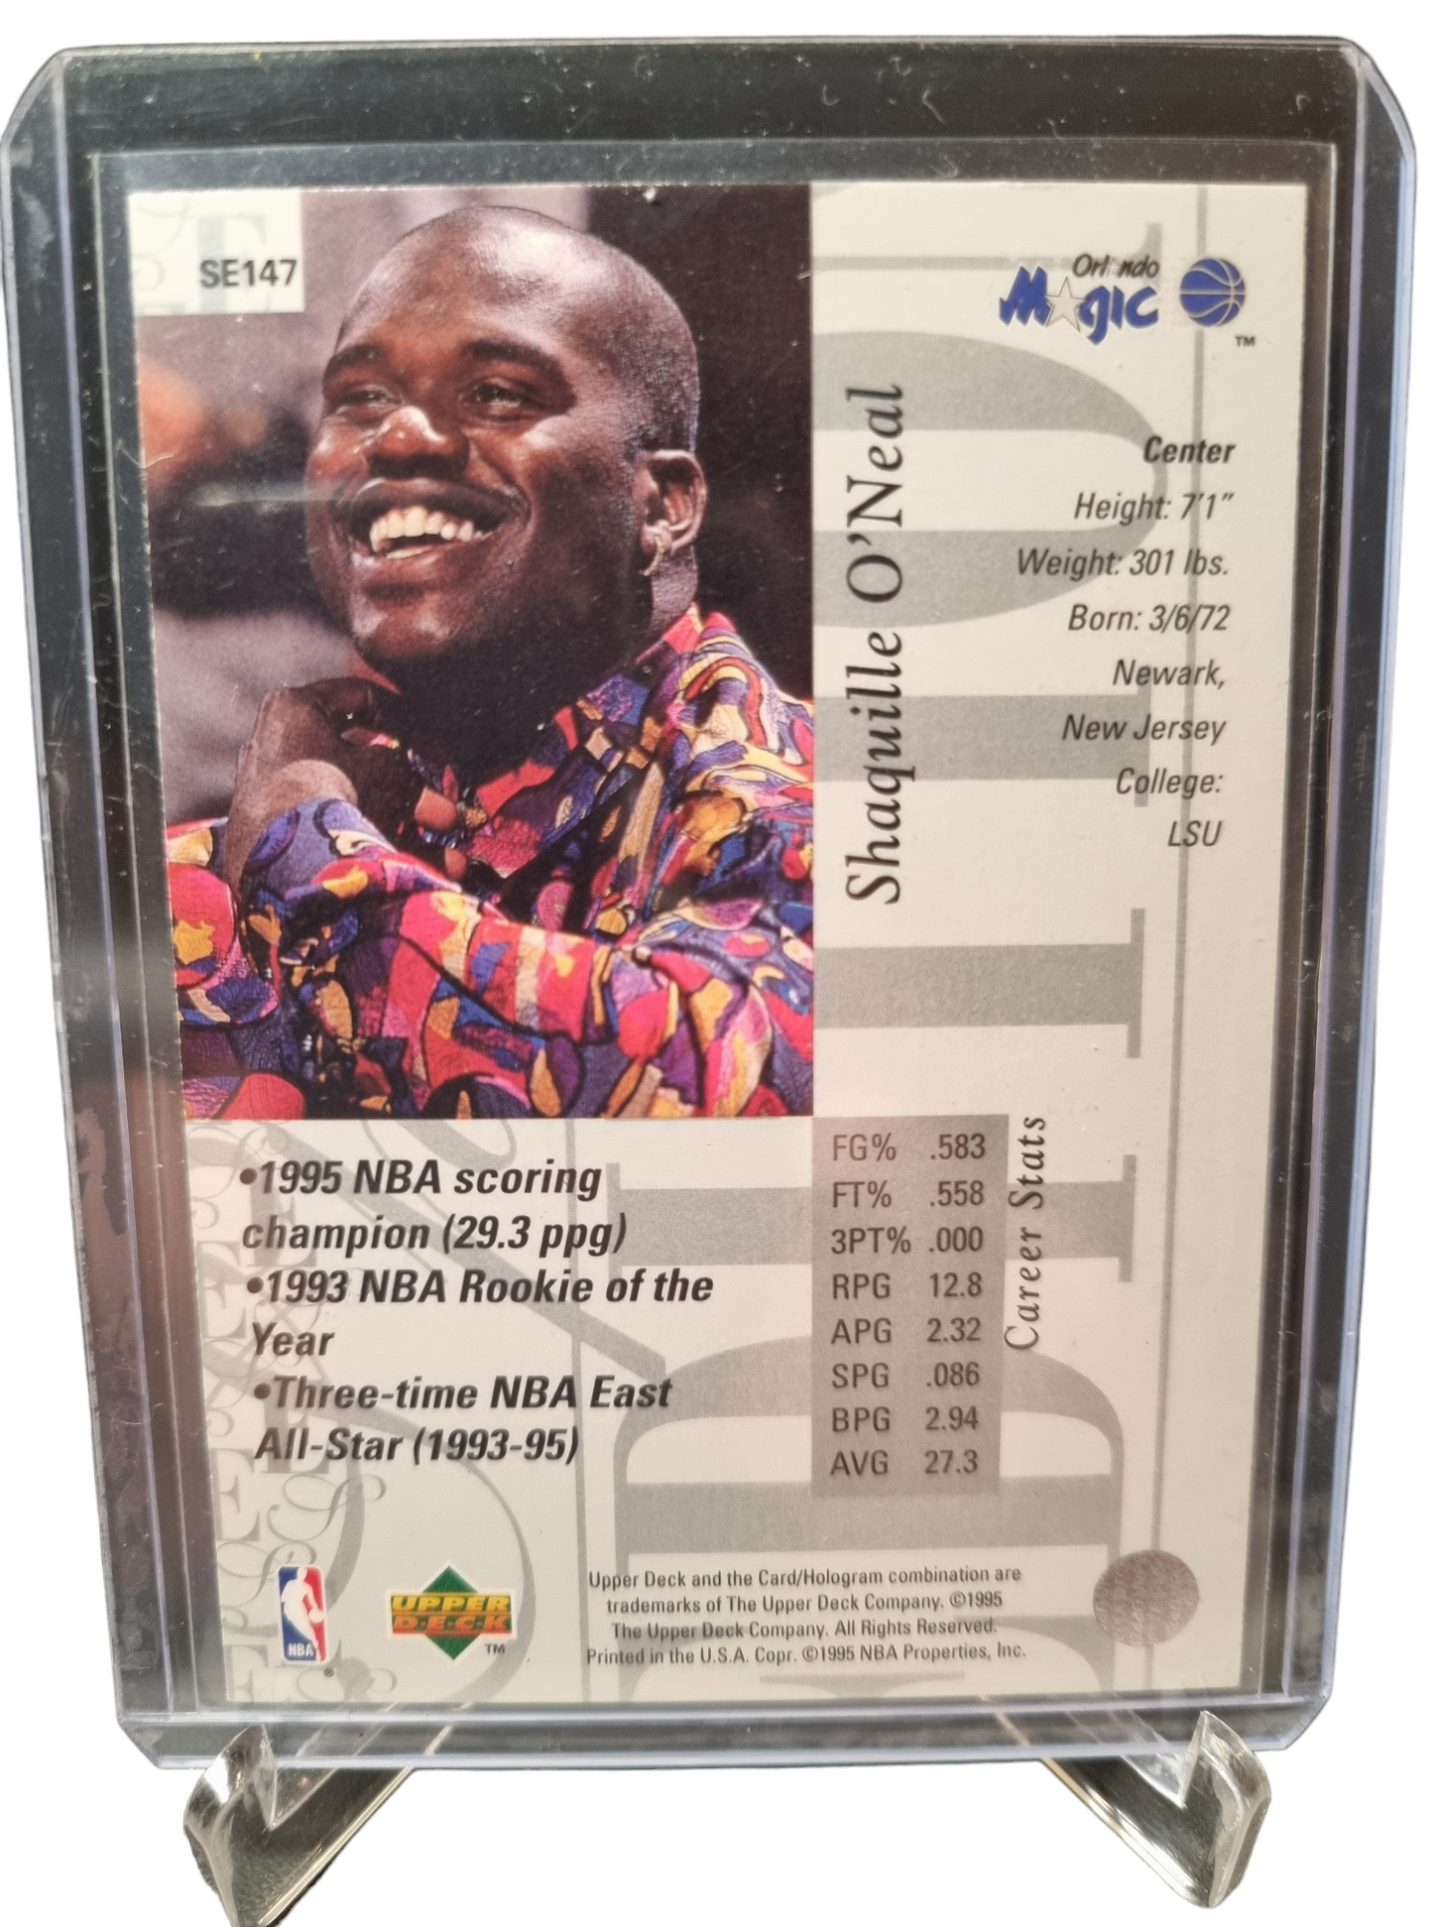 SE147
Orlando
Magic
TM
Shaquille O'Neal
Center
Height: 7'1"
Weight: 301 lbs.
Born: 3/6/72
Newark,
New Jersey
College:
LSU
•1995 NBA scoring
champion (29.3 ppg)
•1993 NBA Rookie of the
Year
•Three-time NBA East
All-Star (1993-95)
Career Stats
FG% .583
FT% .558
3PT% .000
RPG 12.8
APG 2.32
SPG .086
BPG 2.94
AVG 27.3
NBA
®
UPPER
D•E•C•K
TM
Upper Deck and the Card/Hologram combination are
trademarks of The Upper Deck Company. ©1995
The Upper Deck Company. All Rights Reserved.
Printed in the U.S.A. Copr. ©1995 NBA Properties, Inc.